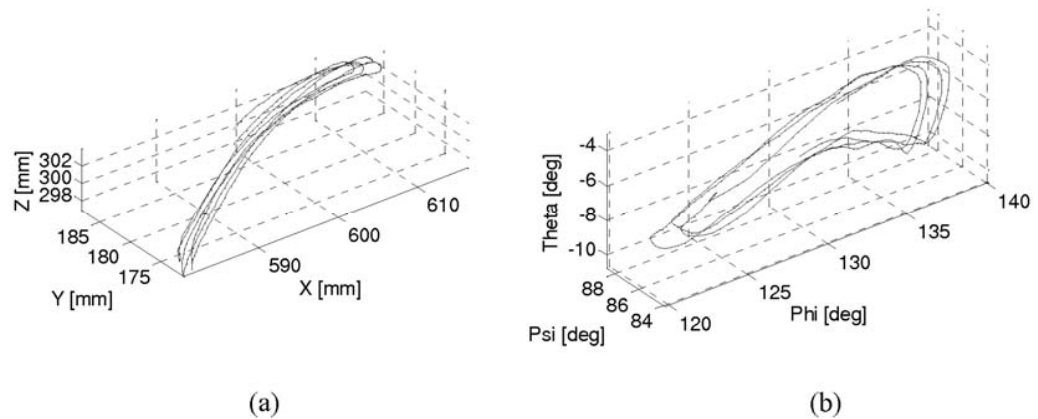 302
300
298
Z [mm]
185
180
175
Y [mm]
590
600
610
X [mm]
-4
-6
-8
-10
Theta [deg]
88
86
84
Psi [deg]
120
125
130
135
140
Phi [deg]
(a)
(b)